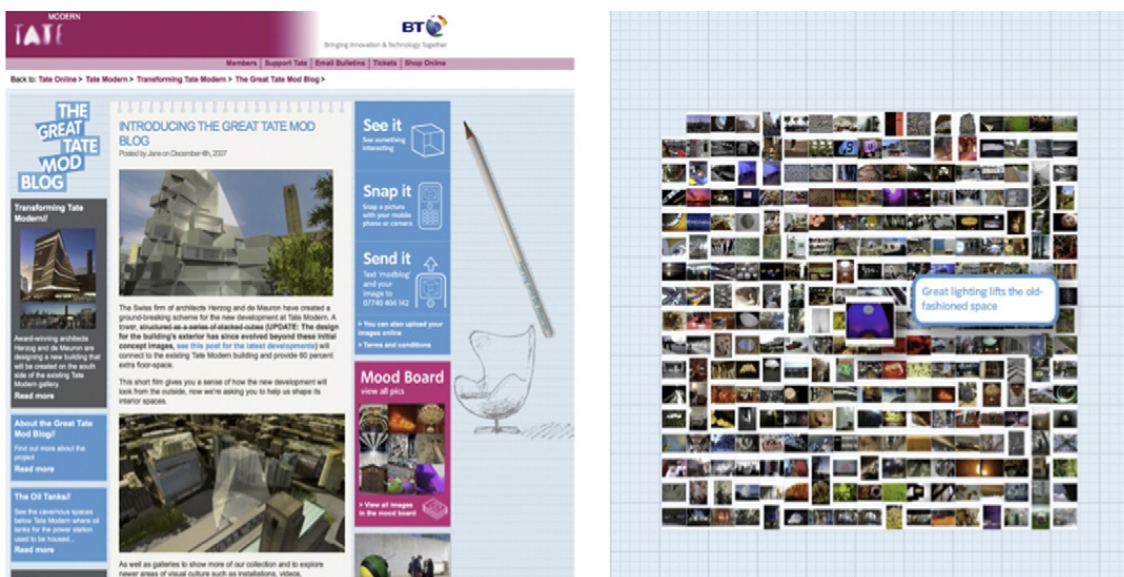 MODERN
TATE
BT
Bringing Innovation & Technology Together
Members | Support Tate | Email Bulletins | Tickets | Shop Online
Back to: Tate Online > Tate Modern > Transforming Tate Modern > The Great Tate Mod Blog >
THE
GREAT
TATE
MOD
BLOG
Transforming Tate
Modern//
Award-winning architects
Herzog and de Meuron are
designing a new building that
will be created on the south
side of the existing Tate
Modern gallery.
Read more
About the Great Tate
Mod Blog//
Find out more about the
project
Read more
The Oil Tanks//
See the cavernous spaces
below Tate Modern where oil
tanks for the power station
used to be housed...
Read more
INTRODUCING THE GREAT TATE MOD
BLOG
Posted by Jane on December 4th, 2007
The Swiss firm of architects Herzog and de Meuron have created a
ground-breaking scheme for the new development at Tate Modern. A
tower, structured as a series of stacked cubes (UPDATE: The design
for the building's exterior has since evolved beyond these initial
concept images, see this post for the latest developments) will
connect to the existing Tate Modern building and provide 60 percent
extra floor-space.
This short film gives you a sense of how the new development will
look from the outside, now we're asking you to help us shape its
interior spaces.
As well as galleries to show more of our collection and to explore
newer areas of visual culture such as installations, videos,
See it
See something
interesting
Snap it
Snap a picture
with your mobile
phone or camera
Send it
Text 'modblog'
and your
image to
07740 404 142
> You can also upload your
images online
> Terms and conditions
Mood Board
view all pics
> View all images
in the mood board
Great lighting lifts the old-
fashioned space